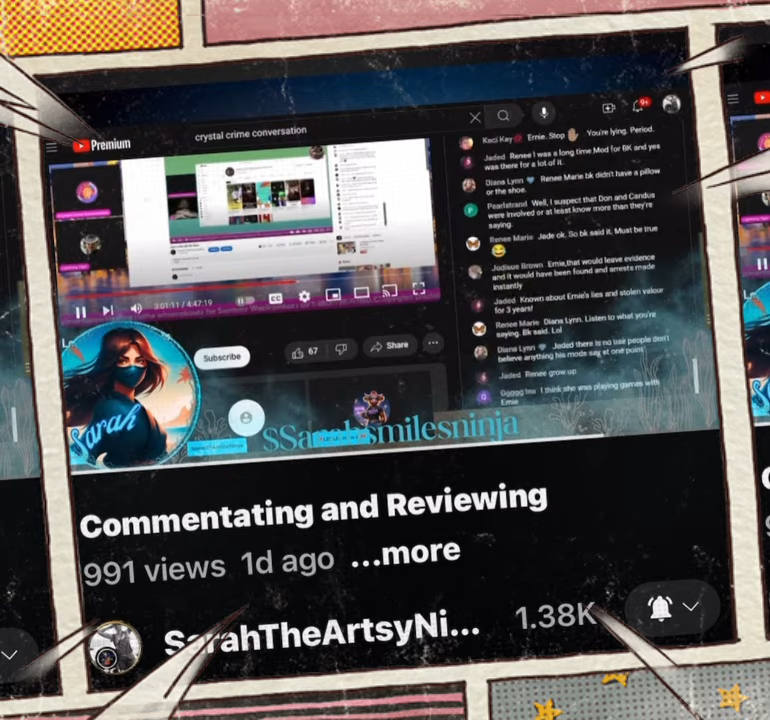 Premium
crystal crime conversation
9+
Keci Kay Ernie. Stop ✋ You're lying. Period.
Jaded Renee I was a long time Mod for BK and yes
was there for a lot of it.
Diana Lynn 💙 Renee Marie bk didn't have a pillow
or the shoe.
Pearlstrand Well, I suspect that Don and Candus
were involved or at least know more than they're
saying.
Renee Marie Jade ok. So bk said it. Must be true
😂
Jodisue Brown Ernie,that would leave evidence
and it would have been found and arrests made
instantly
Jaded Known about Ernie's lies and stolen valour
for 3 years!
Renee Marie Diana Lynn. Listen to what you're
saying. Bk said. Lol
Diana Lynn 💙 Jaded there is no use people don't
believe anything his mods say at one point
Jaded Renee grow up
Ggggg Ims I think she was playing games with
Ernie
3:01:11 / 4:47:19
CC
Subscribe
67
Share
Sarah
SSarahsmilesninja
Commentating and Reviewing
991 views 1d ago ...more
SarahTheArtsyNi... 1.38K